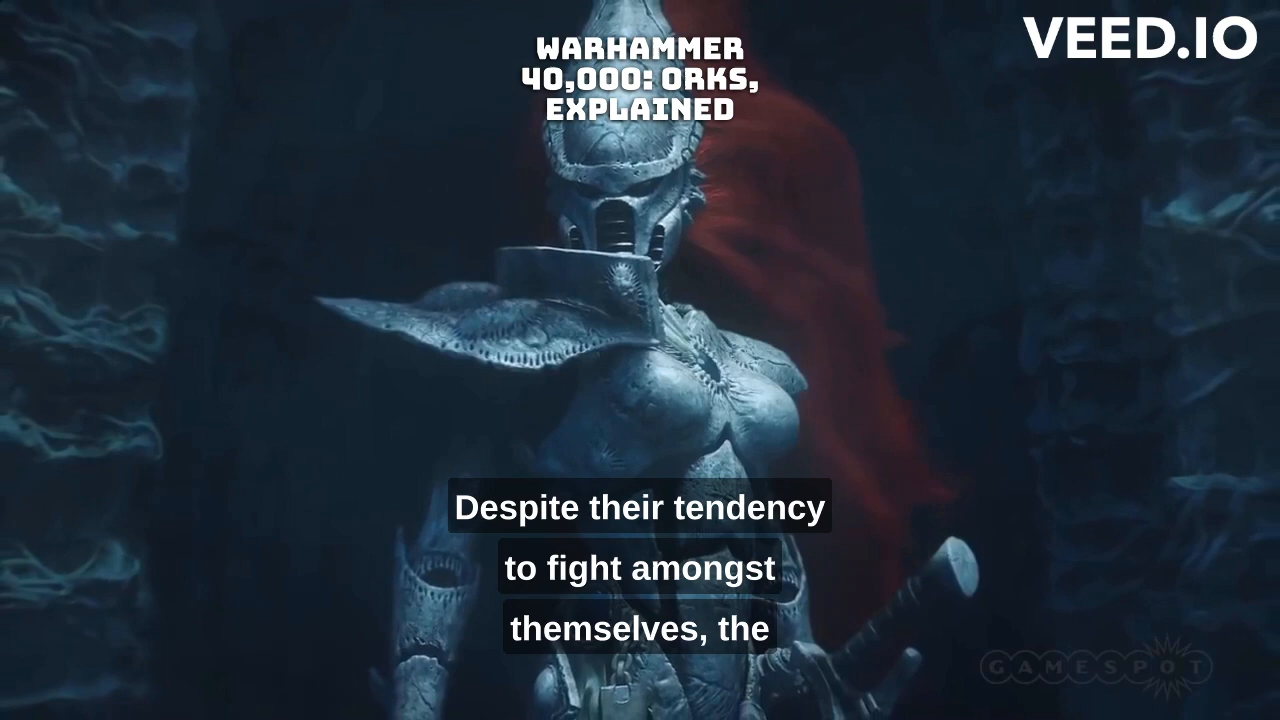 VEED.IO
WARHAMMER
40,000: ORKS,
EXPLAINED
Despite their tendency
to fight amongst
themselves, the
GAMESPOT